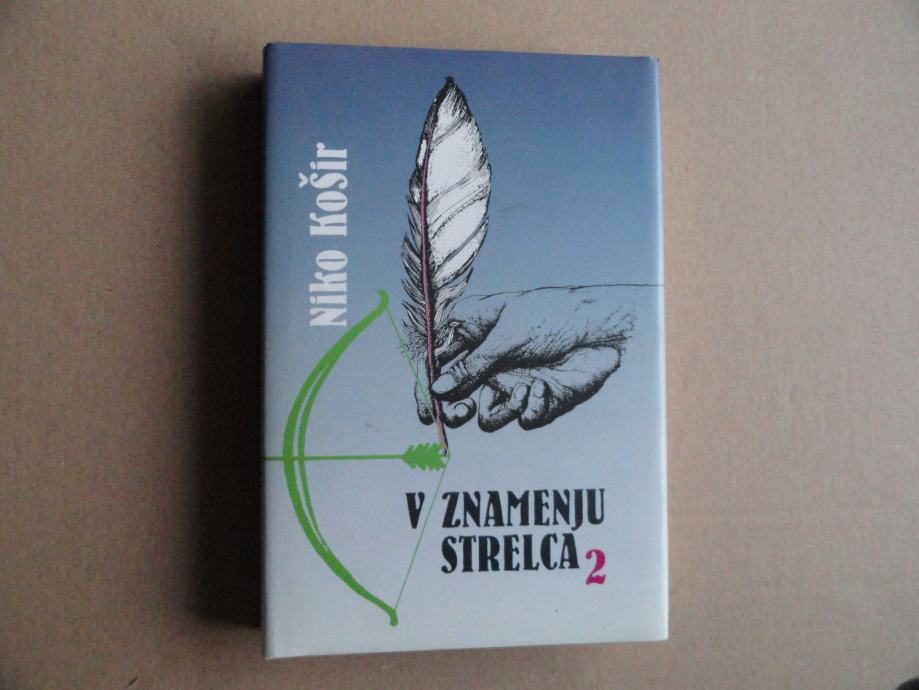 Niko Košir
V ZNAMENJU
STRELCA 2